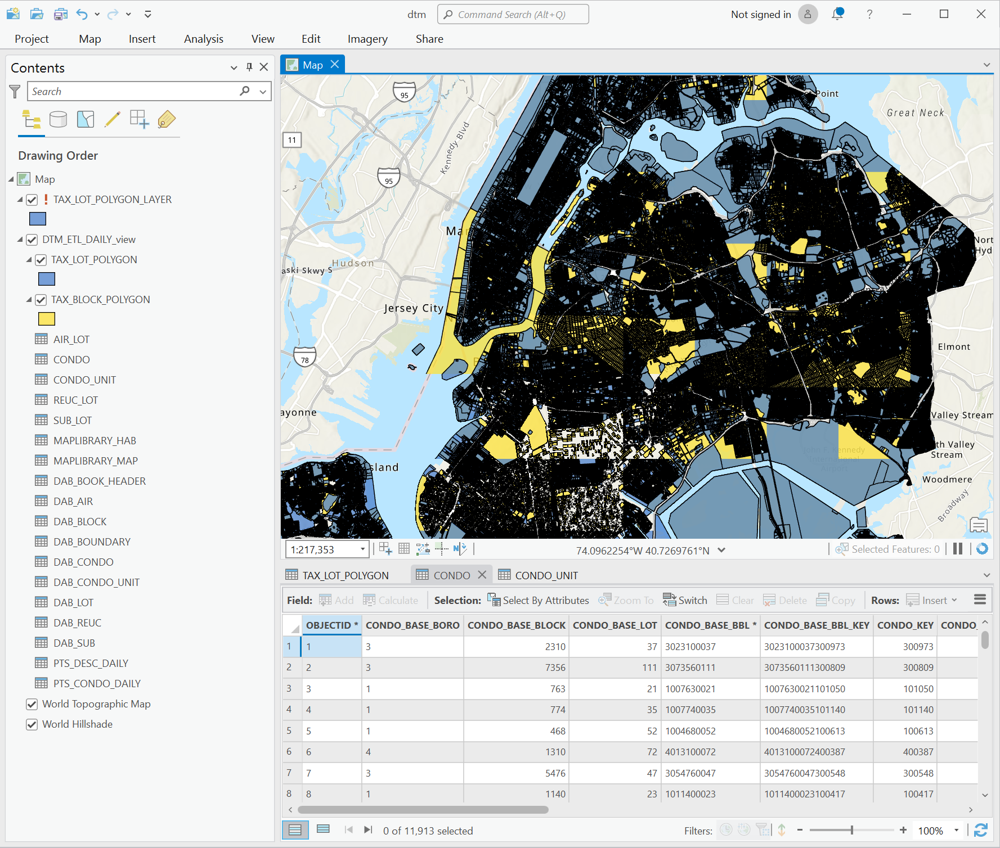 dtm
Command Search (Alt+Q)
Not signed in
?
Project Map Insert Analysis View Edit Imagery Share
Contents
Search
Drawing Order
Map
! TAX_LOT_POLYGON_LAYER
DTM_ETL_DAILY_view
TAX_LOT_POLYGON
TAX_BLOCK_POLYGON
AIR_LOT
CONDO
CONDO_UNIT
REUC_LOT
SUB_LOT
MAPLIBRARY_HAB
MAPLIBRARY_MAP
DAB_BOOK_HEADER
DAB_AIR
DAB_BLOCK
DAB_BOUNDARY
DAB_CONDO
DAB_CONDO_UNIT
DAB_LOT
DAB_REUC
DAB_SUB
PTS_DESC_DAILY
PTS_CONDO_DAILY
World Topographic Map
World Hillshade
Map
95
Point
Great Neck
11
Kennedy Blvd
95
Ma
Nort
Hyd
Hudson
aski Skwy S
Jersey City
78
Elmont
ayonne
Valley Stream
sland
John F. Kennedy
International
Airport
th Valley
Stream
Woodmere
Broadway
1:217,353
N
74.0962254°W 40.7269761°N
Selected Features: 0
TAX_LOT_POLYGON CONDO CONDO_UNIT
Field: Add Calculate Selection: Select By Attributes Zoom To Switch Clear Delete Copy Rows: Insert
OBJECTID * CONDO_BASE_BORO CONDO_BASE_BLOCK CONDO_BASE_LOT CONDO_BASE_BBL * CONDO_BASE_BBL_KEY CONDO_KEY CONDO_
1 1 3 2310 37 3023100037 3023100037300973 300973
2 2 3 7356 111 3073560111 3073560111300809 300809
3 3 1 763 21 1007630021 1007630021101050 101050
4 4 1 774 35 1007740035 1007740035101140 101140
5 5 1 468 52 1004680052 1004680052100613 100613
6 6 4 1310 72 4013100072 4013100072400387 400387
7 7 3 5476 47 3054760047 3054760047300548 300548
8 8 1 1140 23 1011400023 1011400023100417 100417
0 of 11,913 selected
Filters:
- + 100%